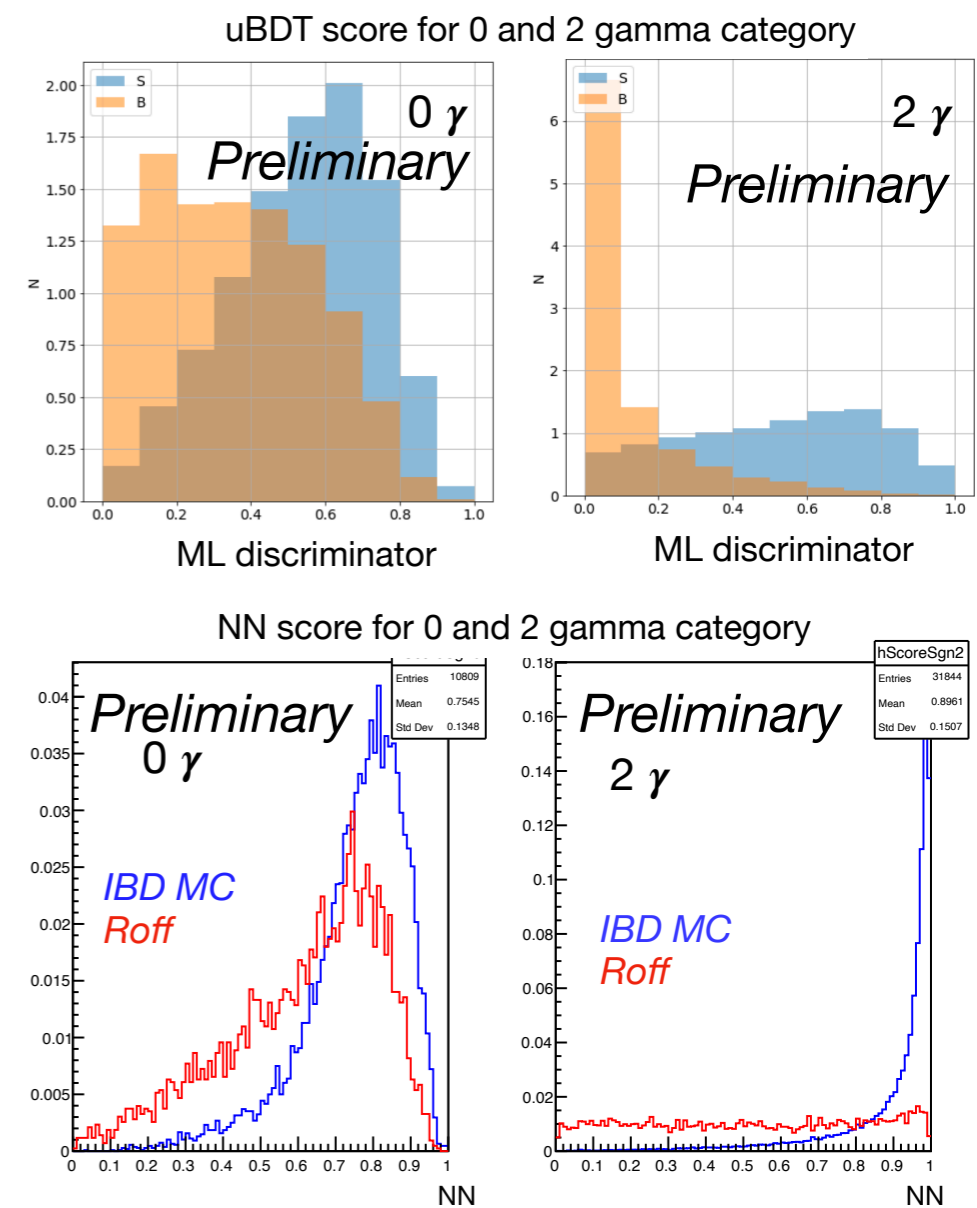 uBDT score for 0 and 2 gamma category
S
B
0 γ
Preliminary
2.00
1.75
1.50
1.25
1.00
0.75
0.50
0.25
0.00
N
0.0 0.2 0.4 0.6 0.8 1.0
ML discriminator
S
B
2 γ
Preliminary
6
5
4
3
2
1
0
N
0.0 0.2 0.4 0.6 0.8 1.0
ML discriminator
NN score for 0 and 2 gamma category
Entries 10809
Mean 0.7545
Std Dev 0.1348
Preliminary
0 γ
IBD MC
Roff
0.04
0.035
0.03
0.025
0.02
0.015
0.01
0.005
0
0 0.1 0.2 0.3 0.4 0.5 0.6 0.7 0.8 0.9 1
NN
hScoreSgn2
Entries 31844
Mean 0.8961
Std Dev 0.1507
Preliminary
2 γ
IBD MC
Roff
0.18
0.16
0.14
0.12
0.1
0.08
0.06
0.04
0.02
0
0 0.1 0.2 0.3 0.4 0.5 0.6 0.7 0.8 0.9 1
NN